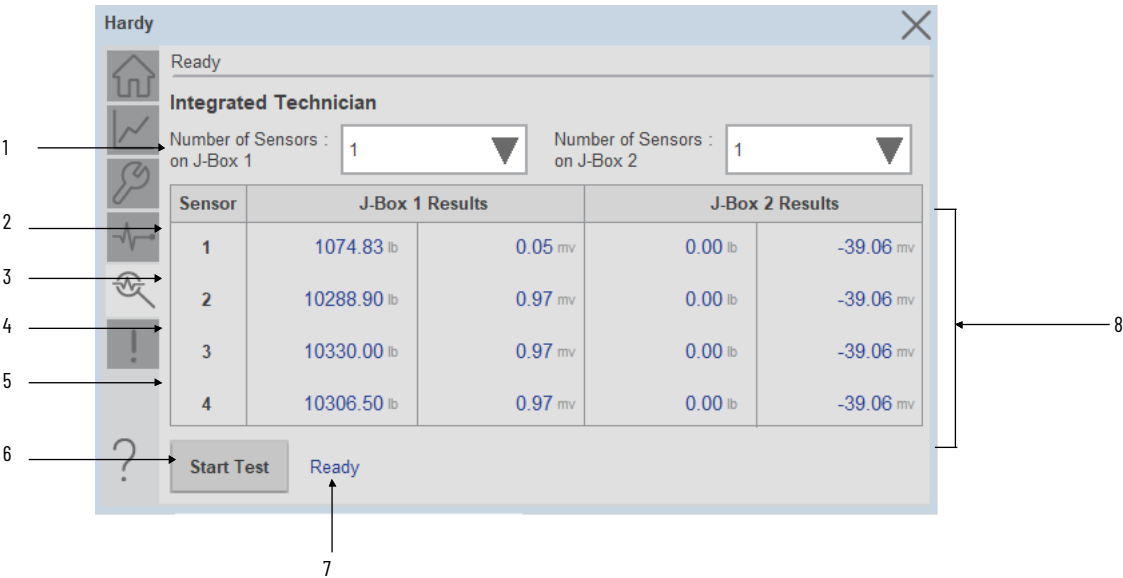 Hardy
Ready
Integrated Technician
Number of Sensors :
on J-Box 1
1
Number of Sensors :
on J-Box 2
1
Sensor J-Box 1 Results J-Box 2 Results
1 1074.83 lb 0.05 mv 0.00 lb -39.06 mv
2 10288.90 lb 0.97 mv 0.00 lb -39.06 mv
3 10330.00 lb 0.97 mv 0.00 lb -39.06 mv
4 10306.50 lb 0.97 mv 0.00 lb -39.06 mv
Start Test Ready
?
1
2
3
4
5
6
7
8